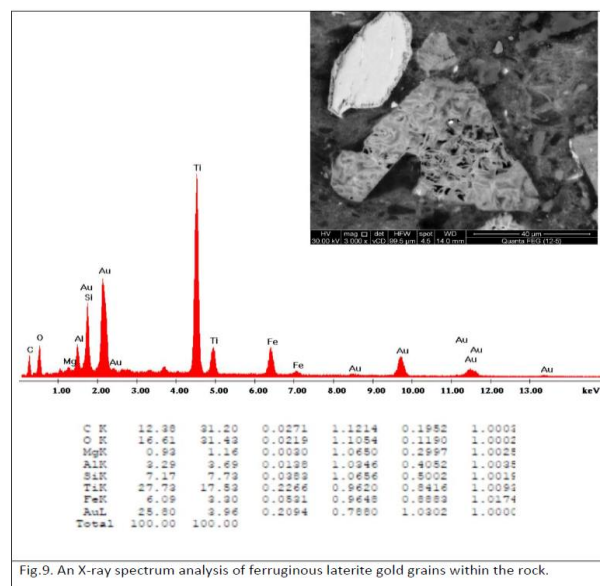 HV mag □ det HFW spot WD 40 µm
30.00 kV 3 000 x vCD 99.5 µm 4.5 14.0 mm Quanta FEG (12-6)
Ti
Au
Au
Si
O
C
Al
Mg
Au
Ti
Fe
Fe
Au
Au
Au
Au
Au
Au
1.00 2.00 3.00 4.00 5.00 6.00 7.00 8.00 9.00 10.00 11.00 12.00 13.00 keV
C K 12.38 31.20 0.0271 1.1214 0.1952 1.0003
O K 16.61 31.43 0.0219 1.1054 0.1190 1.0002
MgK 0.93 1.16 0.0030 1.0650 0.2997 1.0028
AlK 3.29 3.69 0.0138 1.0346 0.4052 1.0035
SiK 7.17 7.73 0.0383 1.0656 0.5002 1.0019
TiK 27.73 17.53 0.2266 0.9620 0.8416 1.0093
FeK 6.09 3.30 0.0531 0.9648 0.8883 1.0174
AuL 25.80 3.96 0.2094 0.7880 1.0302 1.0000
Total 100.00 100.00
Fig.9. An X-ray spectrum analysis of ferruginous laterite gold grains within the rock.